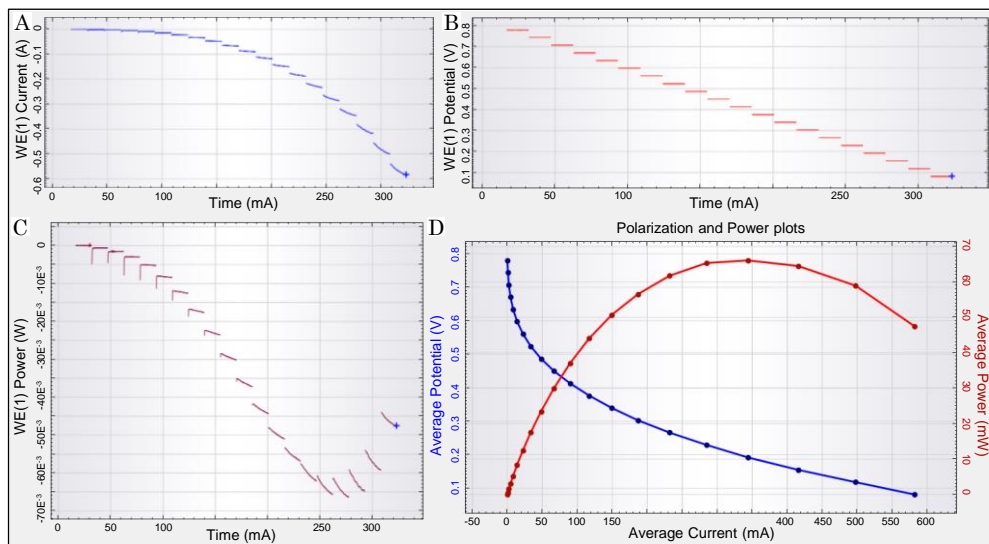 A
WE(1) Current (A)
0
-0.1
-0.2
-0.3
-0.4
-0.5
-0.6
0
50
100
150
200
250
300
Time (mA)
B
WE(1) Potential (V)
0.8
0.7
0.6
0.5
0.4
0.3
0.2
0.1
0
50
100
250
300
Time (mA)
C
WE(1) Power (W)
0
-10E-3
-20E-3
-30E-3
-40E-3
-50E-3
-60E-3
-70E-3
0
50
100
150
200
250
300
Time (mA)
D
Polarization and Power plots
Average Potential (V)
0.8
0.7
0.6
0.5
0.4
0.3
0.2
0.1
Average Power (mW)
70
60
50
40
30
20
10
0
-50
0
50
100
150
400
450
500
550
600
Average Current (mA)